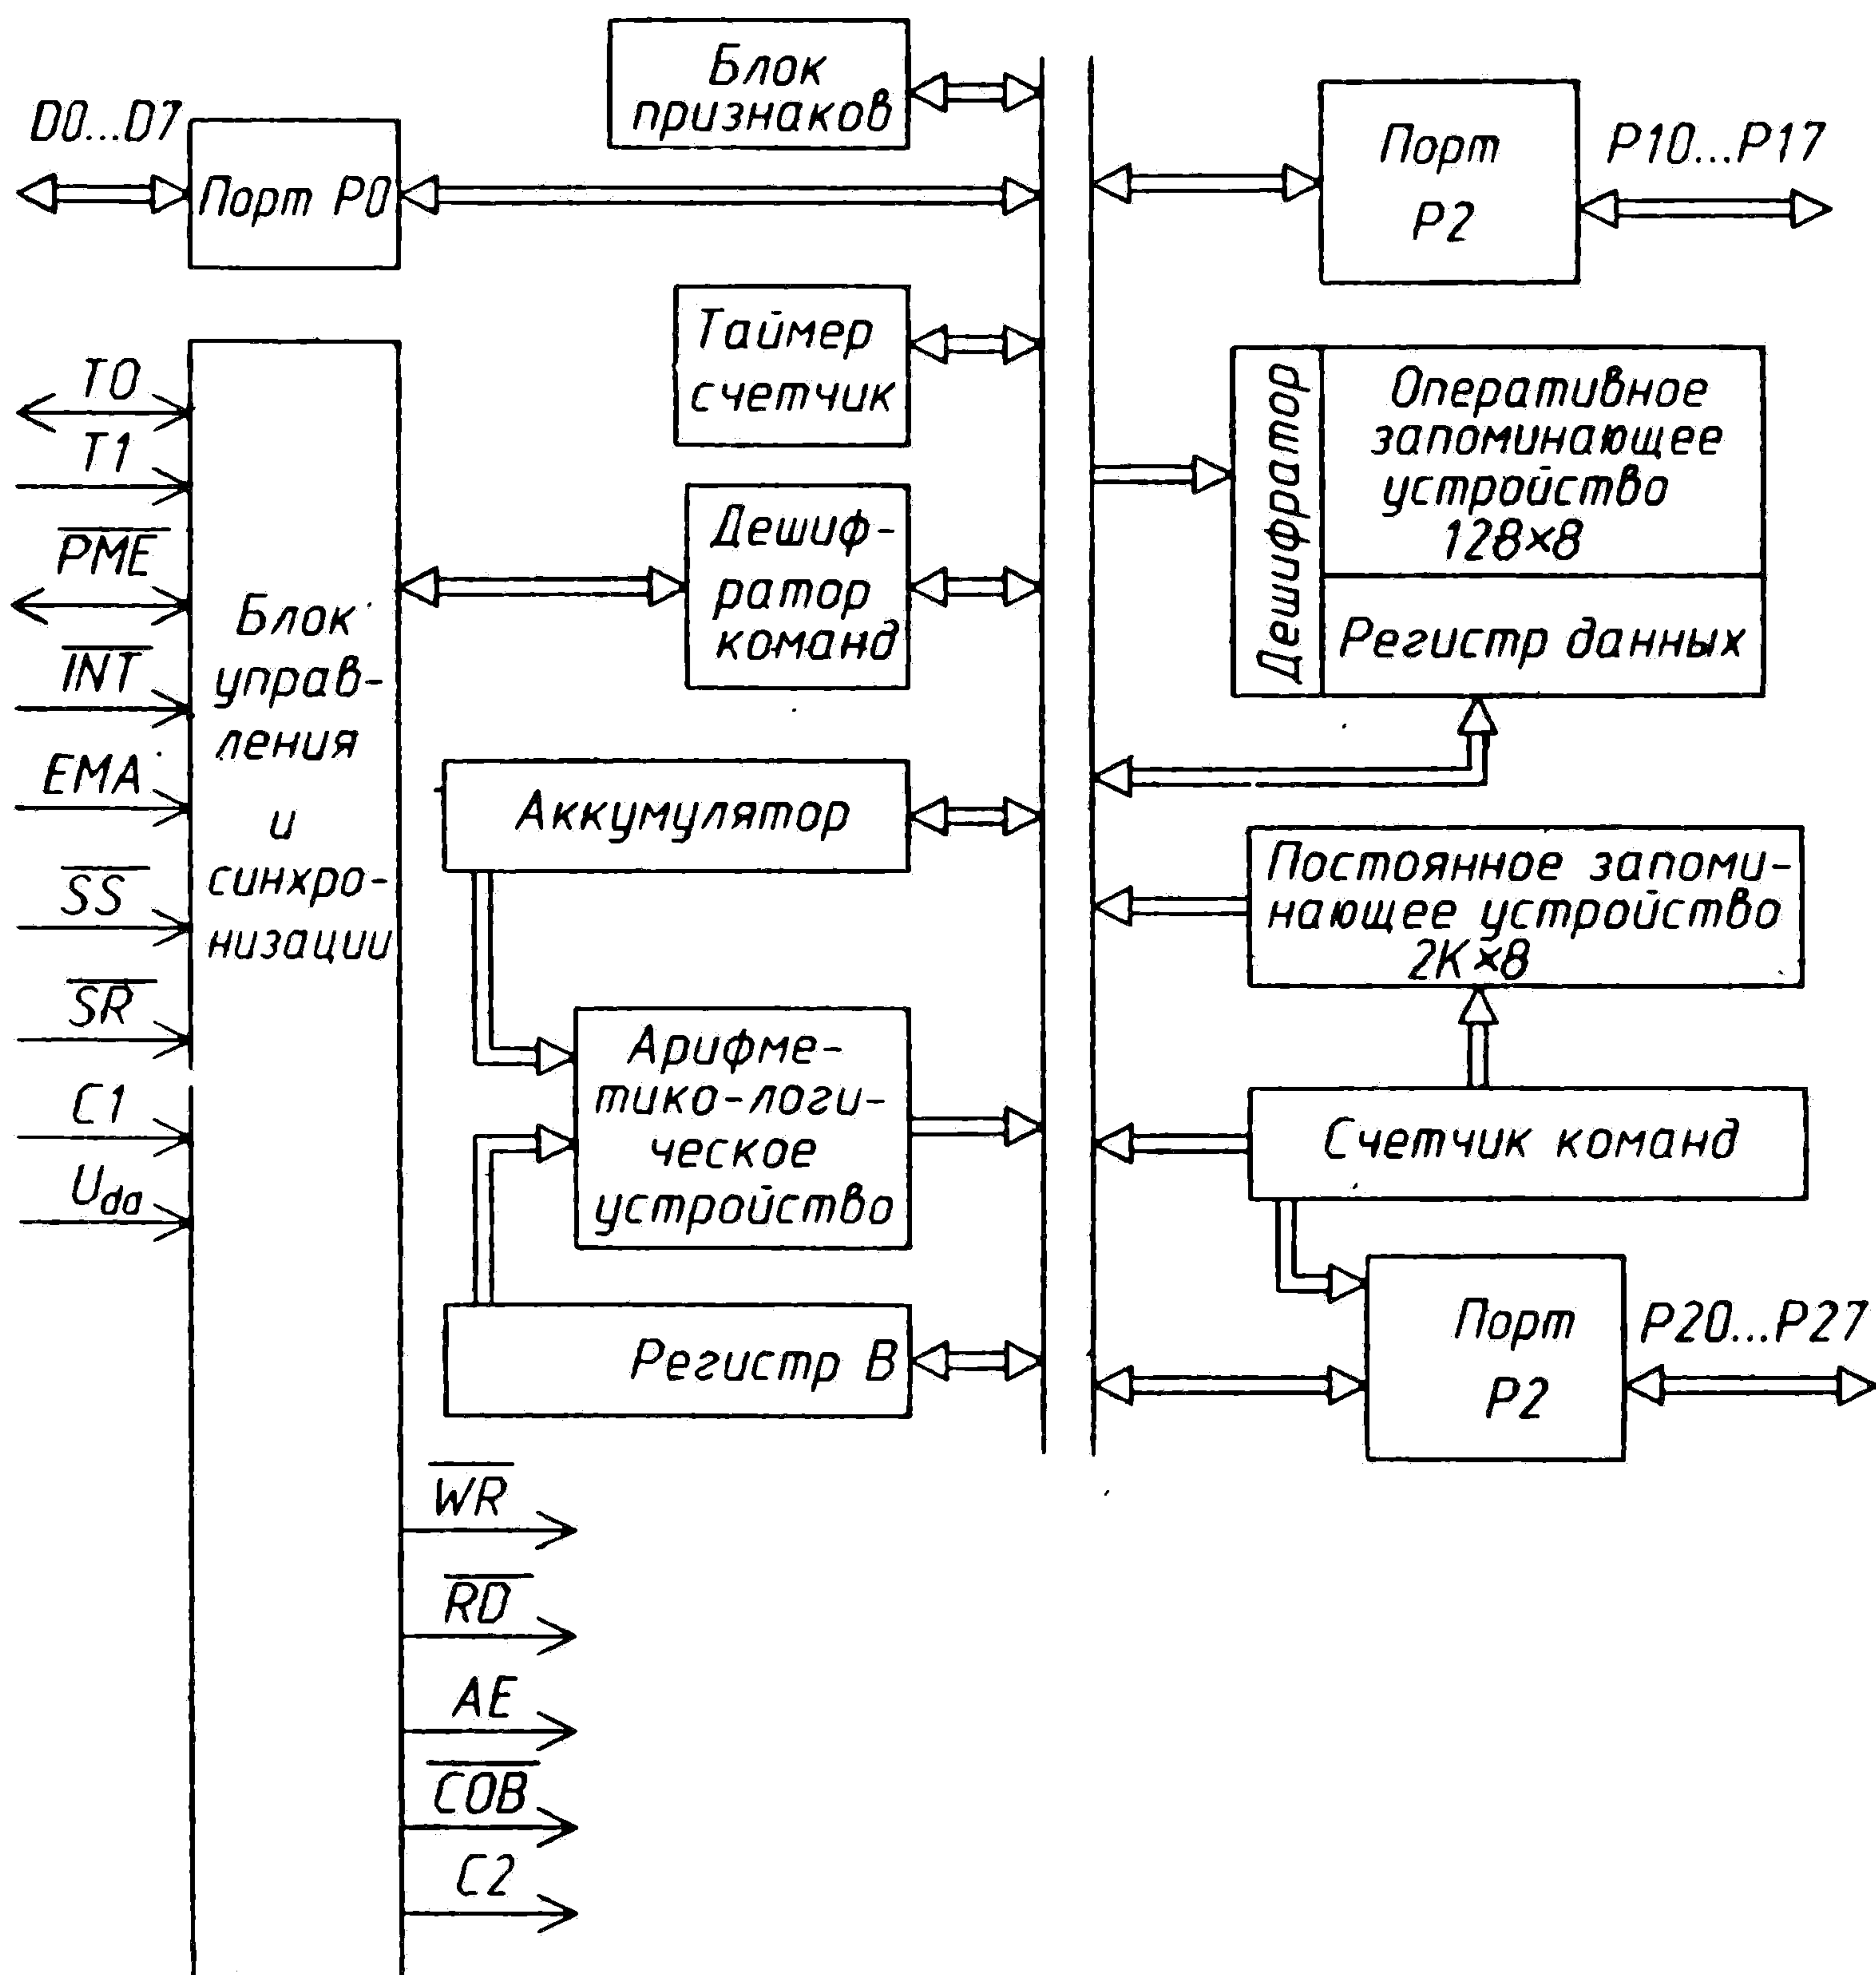 Блок
признаков
D0...D7
Порт P0
Порт
P2
P10...P17
Таймер
счетчик
Дешифратор
Оперативное
запоминающее
устройство
128×8
Регистр данных
T0
T1
PME
INT
EMA
SS
SR
C1
Uda
Блок
управ-
ления
и
синхро-
низации
Дешиф-
ратор
команд
Аккумулятор
Постоянное запоми-
нающее устройство
2K×8
Арифме-
тико-логи-
ческое
устройство
Счетчик команд
Регистр B
Порт
P2
P20...P27
WR
RD
AE
COB
C2